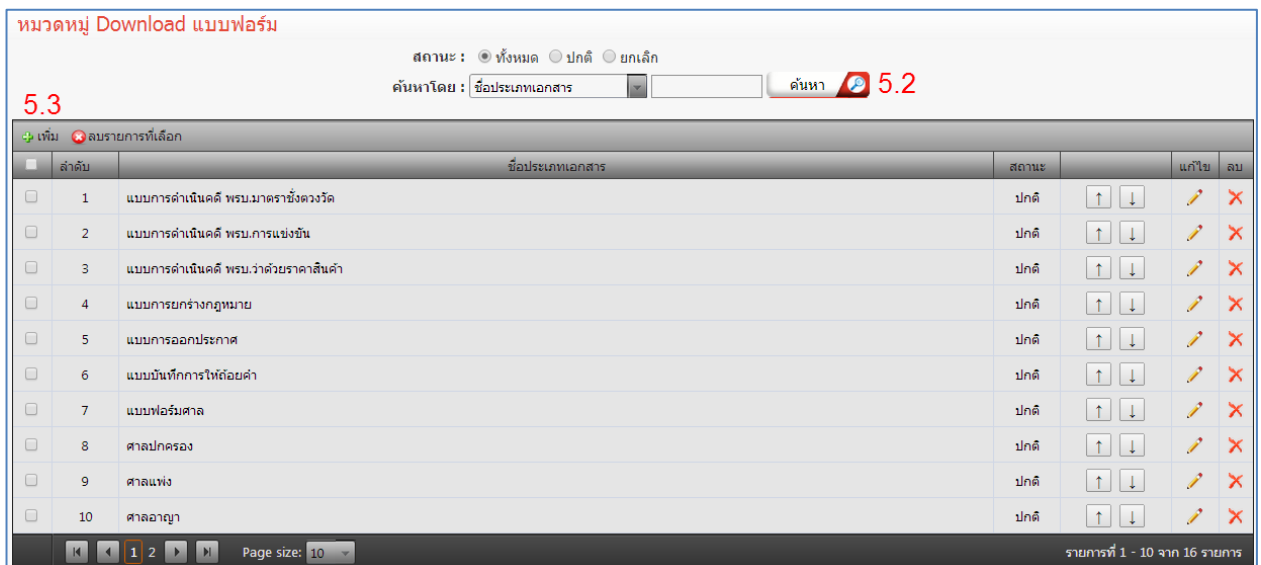 หมวดหมู่ Download แบบฟอร์ม
สถานะ : ทั้งหมด ปกติ ยกเลิก
ค้นหาโดย : ชื่อประเภทเอกสาร ค้นหา 5.2
5.3
เพิ่ม ลบรายการที่เลือก
ลำดับ ชื่อประเภทเอกสาร สถานะ แก้ไข ลบ
1 แบบการดำเนินคดี พรบ.มาตราชั่งตวงวัด ปกติ ↑ ↓
2 แบบการดำเนินคดี พรบ.การแข่งขัน ปกติ ↑ ↓
3 แบบการดำเนินคดี พรบ.ว่าด้วยราคาสินค้า ปกติ ↑ ↓
4 แบบการยกร่างกฎหมาย ปกติ ↑ ↓
5 แบบการออกประกาศ ปกติ ↑ ↓
6 แบบบันทึกการให้ถ้อยคำ ปกติ ↑ ↓
7 แบบฟอร์มศาล ปกติ ↑ ↓
8 ศาลปกครอง ปกติ ↑ ↓
9 ศาลแพ่ง ปกติ ↑ ↓
10 ศาลอาญา ปกติ ↑ ↓
1 2 Page size: 10 รายการที่ 1 - 10 จาก 16 รายการ